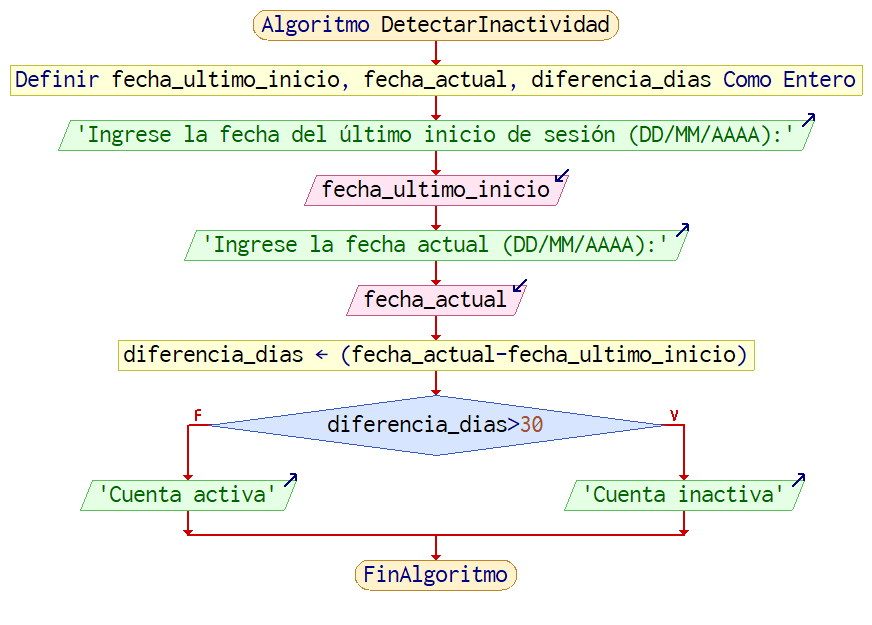 Algoritmo DetectarInactividad
Definir fecha_ultimo_inicio, fecha_actual, diferencia_dias Como Entero
'Ingrese la fecha del último inicio de sesión (DD/MM/AAAA):'
fecha_ultimo_inicio
'Ingrese la fecha actual (DD/MM/AAAA):'
fecha_actual
diferencia_dias ← (fecha_actual-fecha_ultimo_inicio)
F
V
diferencia_dias>30
'Cuenta activa'
'Cuenta inactiva'
FinAlgoritmo